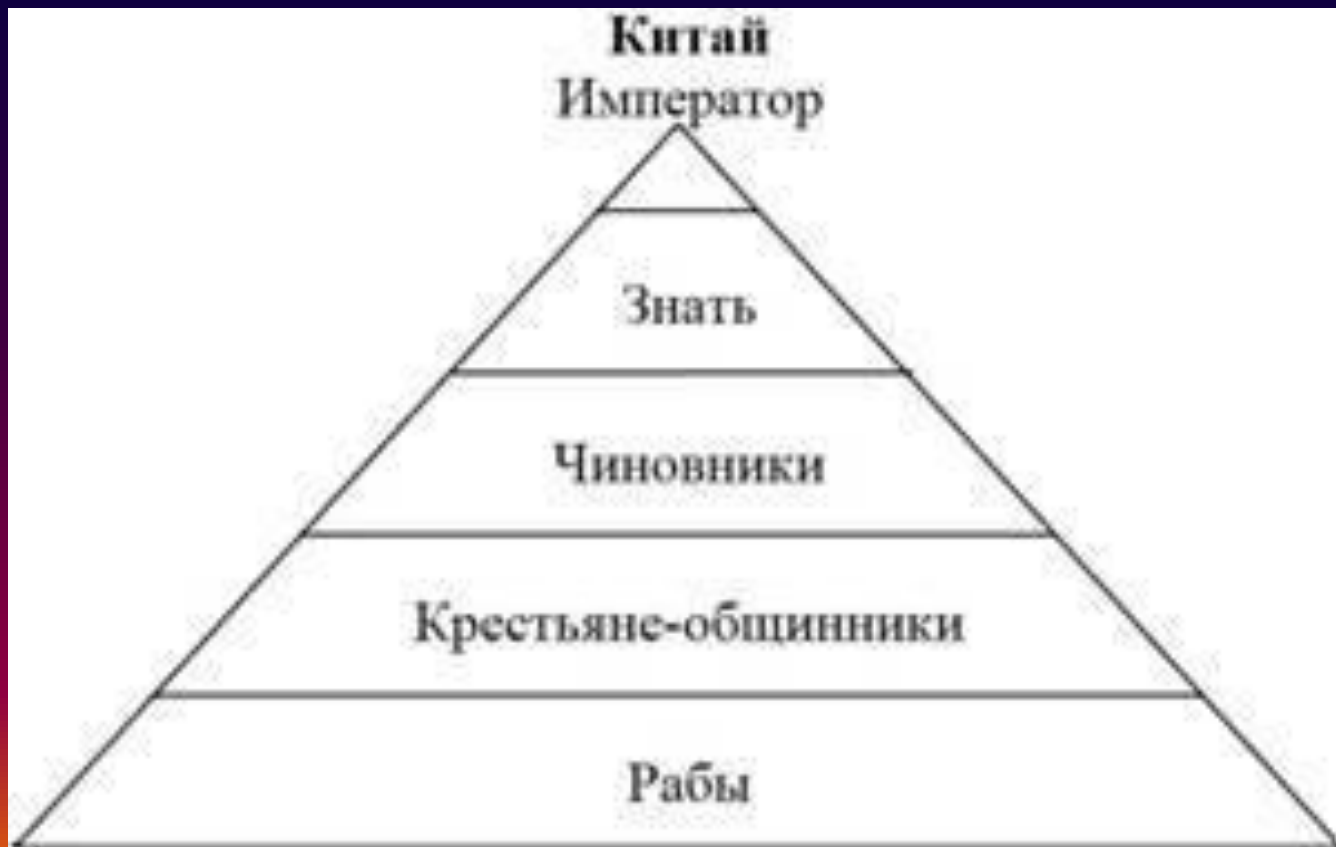 Китай
Император
Знать
Чиновники
Крестьяне-общинники
Рабы